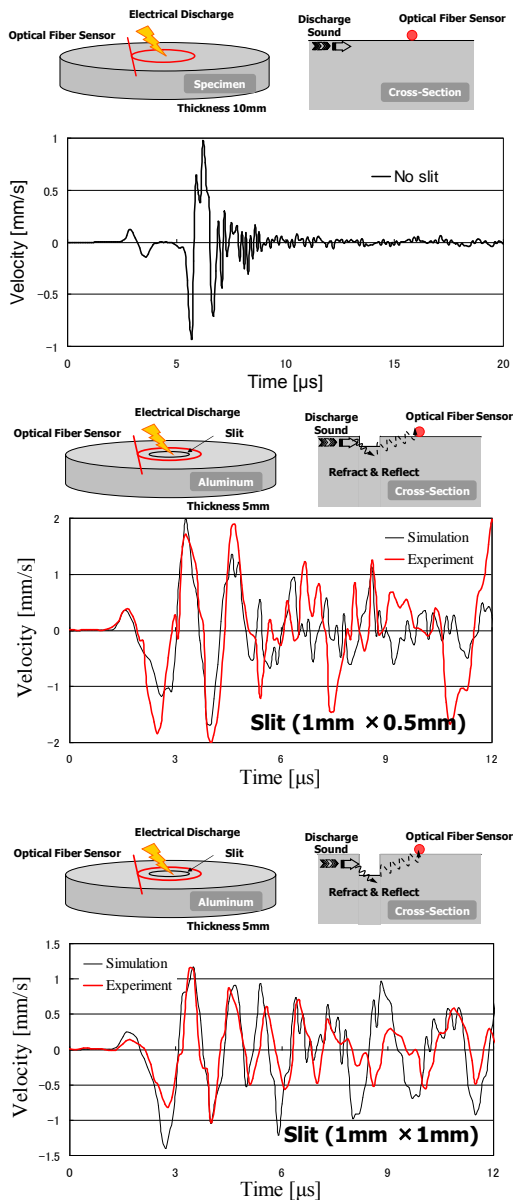 Electrical Discharge
Optical Fiber Sensor
Specimen
Thickness 10mm
Discharge
Sound
Optical Fiber Sensor
Cross-Section
Velocity [mm/s]
1
0.5
0
−0.5
−1
No slit
0 5 10 15 20
Time [µs]
Electrical Discharge
Optical Fiber Sensor
Slit
Aluminum
Thickness 5mm
Discharge
Sound
Optical Fiber Sensor
Refract & Reflect
Cross-Section
Velocity [mm/s]
2
1
0
-1
-2
Simulation
Experiment
Slit (1mm ×0.5mm)
0 3 6 9 12
Time [µs]
Electrical Discharge
Optical Fiber Sensor
Slit
Aluminum
Thickness 5mm
Discharge
Sound
Optical Fiber Sensor
Refract & Reflect
Cross-Section
Velocity [mm/s]
1.5
1
0.5
0
-0.5
-1
-1.5
Simulation
Experiment
Slit (1mm ×1mm)
0 3 6 9 12
Time [µs]